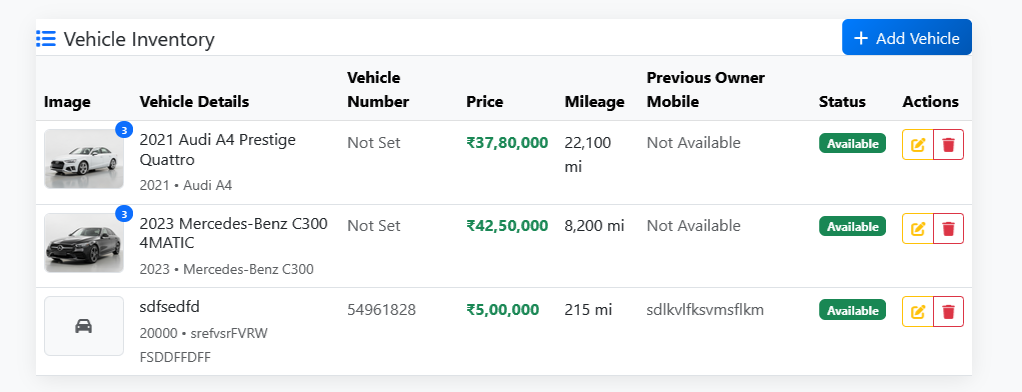 Vehicle Inventory
Add Vehicle
Image
Vehicle Details
Vehicle Number
Price
Mileage
Previous Owner Mobile
Status
Actions
3
2021 Audi A4 Prestige Quattro
2021 • Audi A4
Not Set
₹37,80,000
22,100 mi
Not Available
Available
3
2023 Mercedes-Benz C300 4MATIC
2023 • Mercedes-Benz C300
Not Set
₹42,50,000
8,200 mi
Not Available
Available
sdfsedfd
20000 • srefvsrFVRW
FSDDFFDFF
54961828
₹5,00,000
215 mi
sdlkvlfksvmsflkm
Available